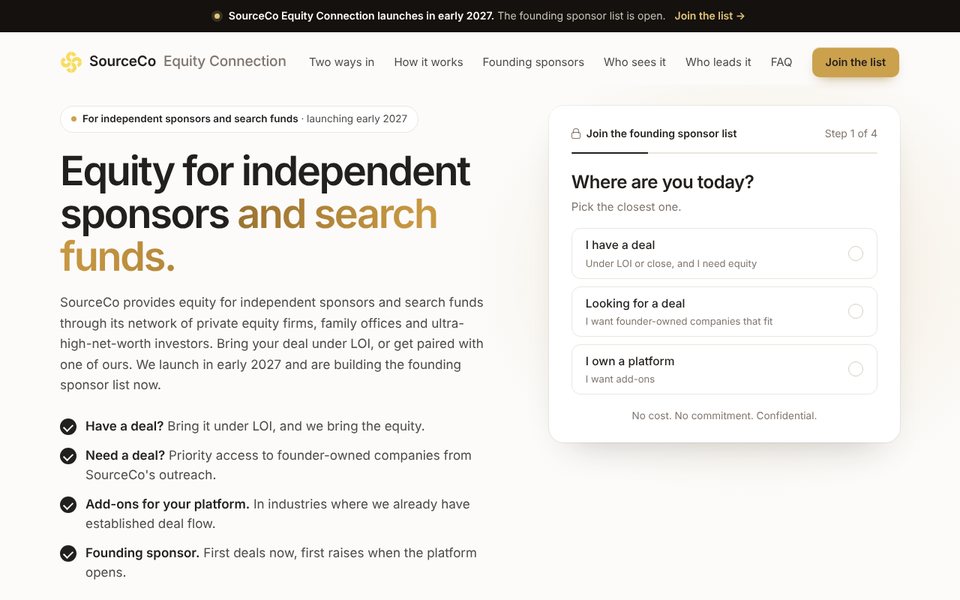 SourceCo Equity Connection launches in early 2027. The founding sponsor list is open. Join the list →
SourceCo Equity Connection
Two ways in
How it works
Founding sponsors
Who sees it
Who leads it
FAQ
Join the list
For independent sponsors and search funds · launching early 2027
Equity for independent
sponsors and search
funds.
SourceCo provides equity for independent sponsors and search funds
through its network of private equity firms, family offices and ultra-
high-net-worth investors. Bring your deal under LOI, or get paired with
one of ours. We launch in early 2027 and are building the founding
sponsor list now.
Have a deal? Bring it under LOI, and we bring the equity.
Need a deal? Priority access to founder-owned companies from
SourceCo's outreach.
Add-ons for your platform. In industries where we already have
established deal flow.
Founding sponsor. First deals now, first raises when the platform
opens.
Join the founding sponsor list
Step 1 of 4
Where are you today?
Pick the closest one.
I have a deal
Under LOI or close, and I need equity
Looking for a deal
I want founder-owned companies that fit
I own a platform
I want add-ons
No cost. No commitment. Confidential.